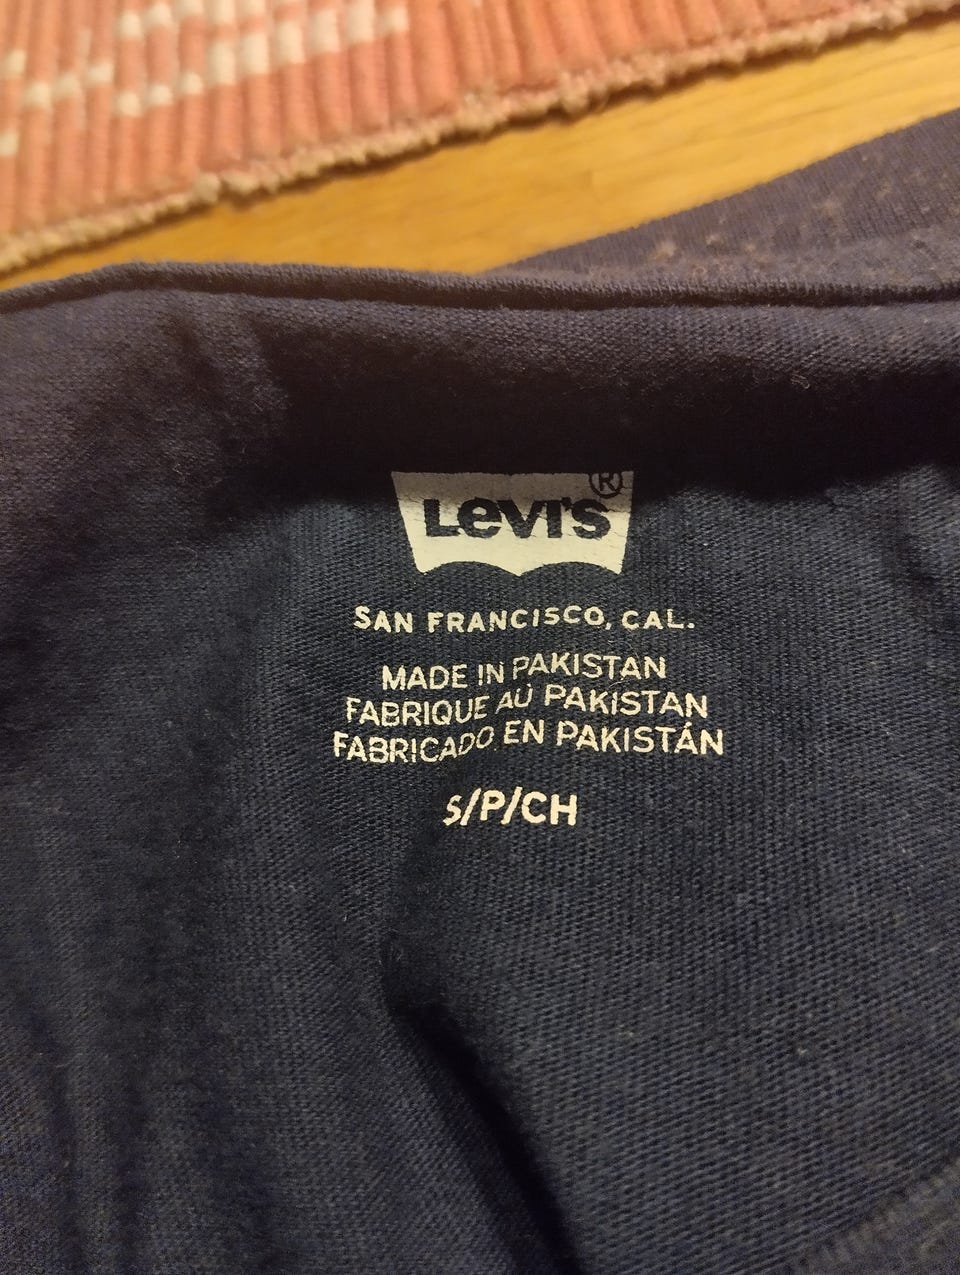 Levi's ®
SAN FRANCISCO, CAL.
MADE IN PAKISTAN
FABRIQUE AU PAKISTAN
FABRICADO EN PAKISTÁN
S/P/CH